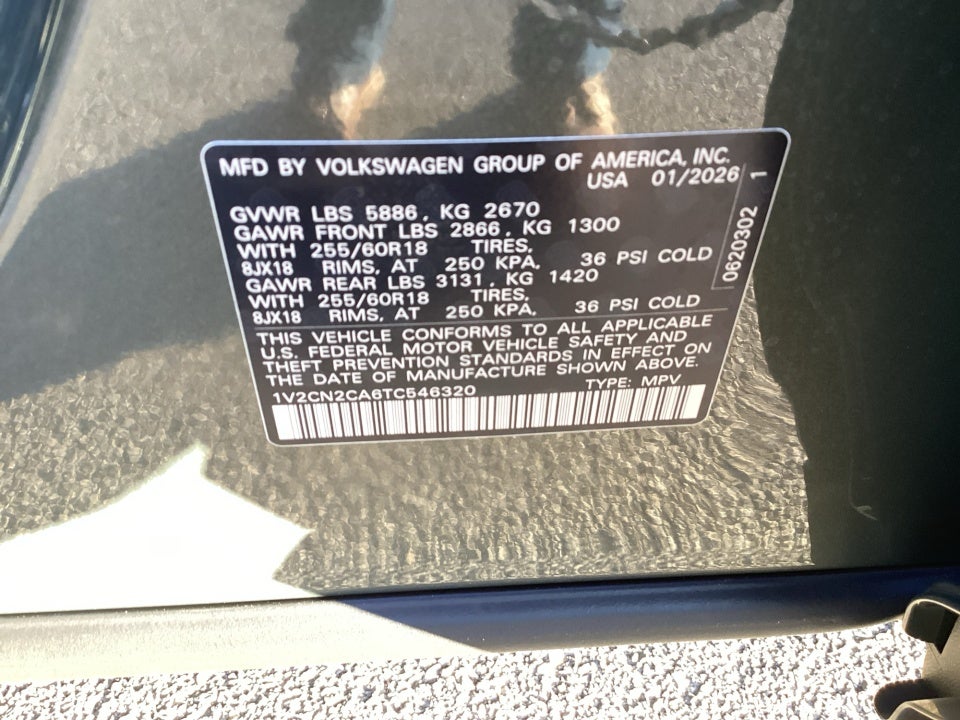 MFD BY VOLKSWAGEN GROUP OF AMERICA, INC.
USA 01/2026
GVWR LBS 5886, KG 2670
GAWR FRONT LBS 2866, KG 1300
WITH 255/60R18 TIRES,
8JX18 RIMS, AT 250 KPA, 36 PSI COLD
GAWR REAR LBS 3131, KG 1420
WITH 255/60R18 TIRES,
8JX18 RIMS, AT 250 KPA, 36 PSI COLD
THIS VEHICLE CONFORMS TO ALL APPLICABLE
U.S. FEDERAL MOTOR VEHICLE SAFETY AND
THEFT PREVENTION STANDARDS IN EFFECT ON
THE DATE OF MANUFACTURE SHOWN ABOVE.
1V2CN2CA6TC546320 TYPE: MPV
0620302 1